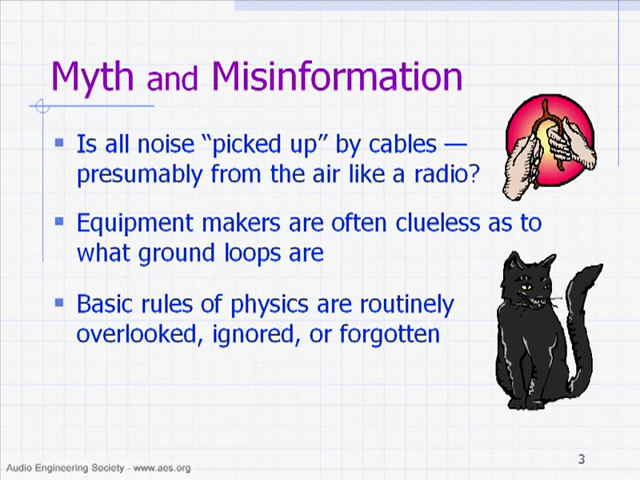 Myth and Misinformation
Is all noise “picked up” by cables —
presumably from the air like a radio?
Equipment makers are often clueless as to
what ground loops are
Basic rules of physics are routinely
overlooked, ignored, or forgotten
3
Audio Engineering Society - www.aes.org